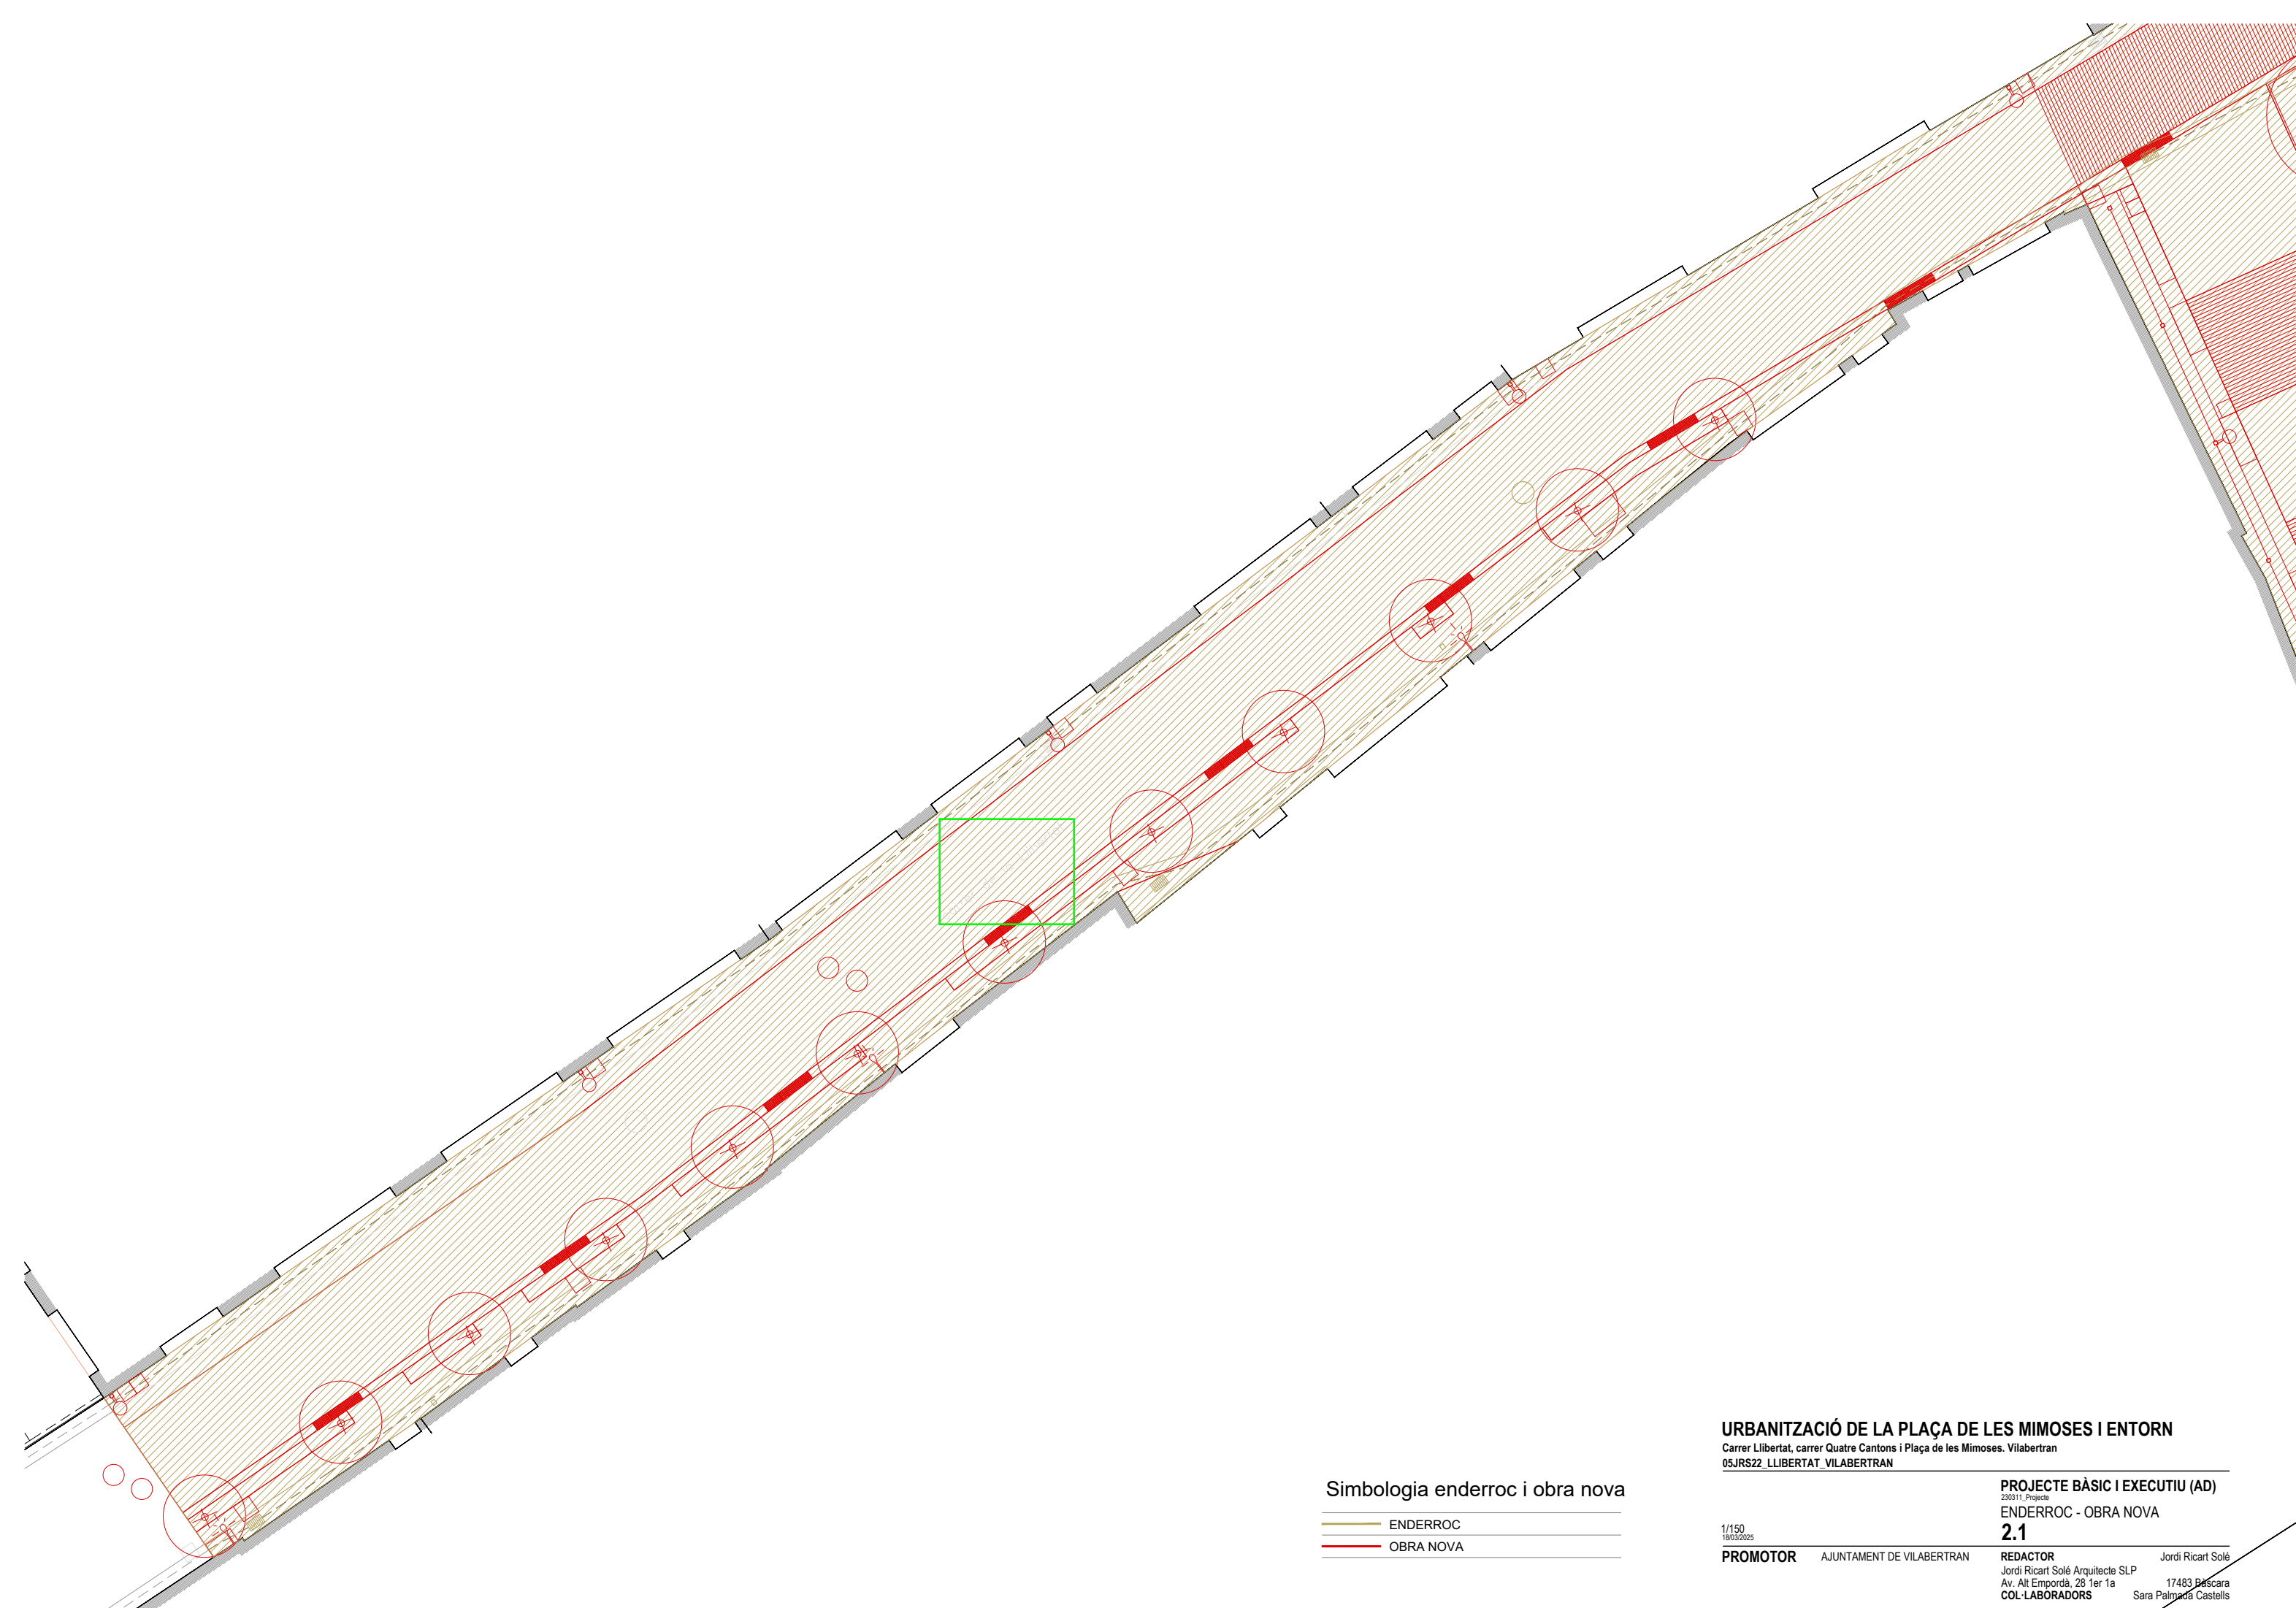 URBANITZACIÓ DE LA PLAÇA DE LES MIMOSES I ENTORN
Carrer Llibertat, carrer Quatre Cantons i Plaça de les Mimoses. Vilabertran
05JRS22_LLIBERTAT_VILABERTRAN
PROJECTE BÀSIC I EXECUTIU (AD)
230311_Projecte
ENDERROC - OBRA NOVA
1/150
2.1
18/03/2025
PROMOTOR AJUNTAMENT DE VILABERTRAN
REDACTOR Jordi Ricart Solé
Jordi Ricart Solé Arquitecte SLP
Av. Alt Empordà, 28 1er 1a 17483 Bàscara
COL·LABORADORS Sara Palmada Castells
Simbologia enderroc i obra nova
ENDERROC
OBRA NOVA